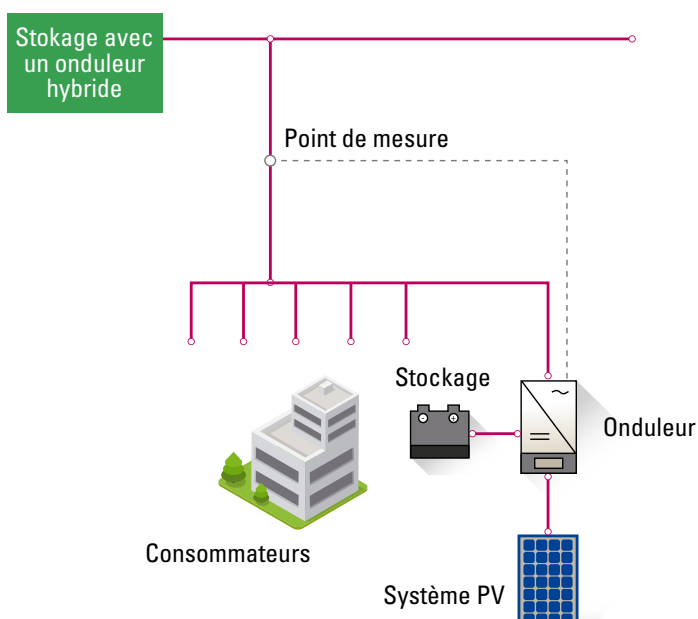 Stokage avec
un onduleur
hybride
Point de mesure
Stockage
Onduleur
Consommateurs
Système PV